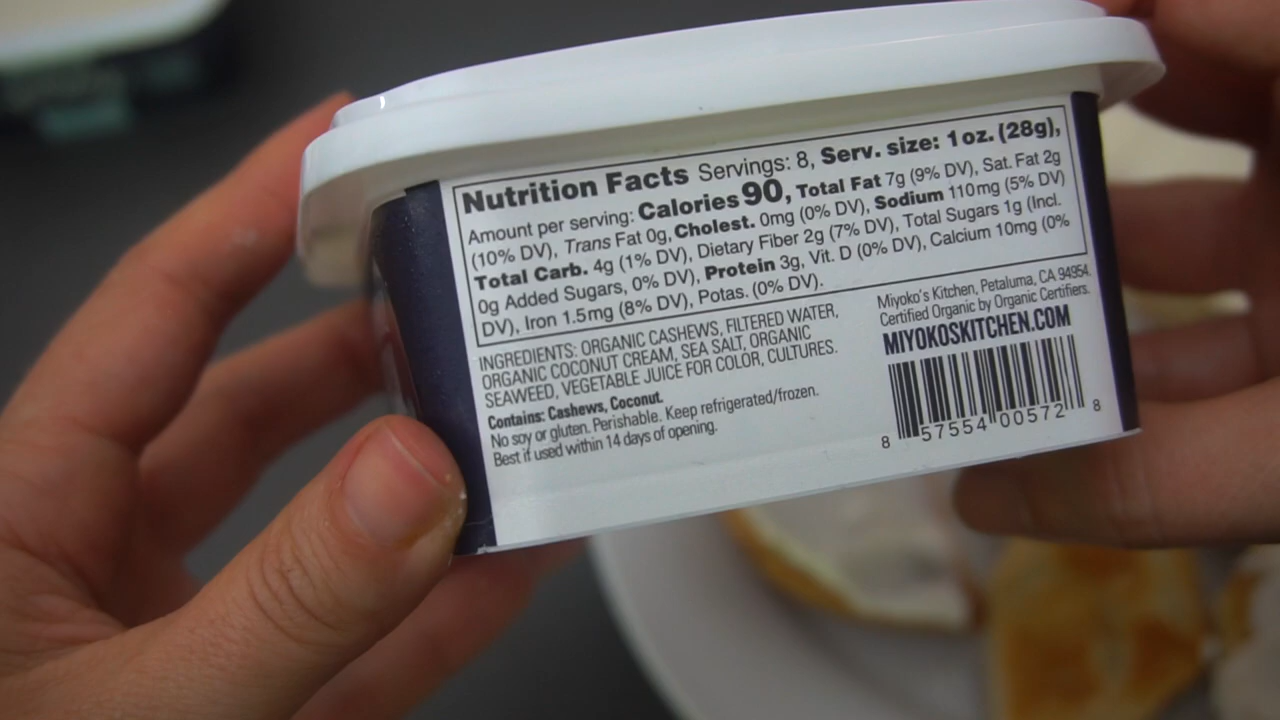 Nutrition Facts Servings: 8, Serv. size: 1 oz. (28g),
Amount per serving: Calories 90, Total Fat 7g (9% DV), Sat. Fat 2g
(10% DV), Trans Fat 0g, Cholest. 0mg (0% DV), Sodium 110mg (5% DV)
Total Carb. 4g (1% DV), Dietary Fiber 2g (7% DV), Total Sugars 1g (Incl.
0g Added Sugars, 0% DV), Protein 3g, Vit. D (0% DV), Calcium 10mg (0%
DV), Iron 1.5mg (8% DV), Potas. (0% DV).
INGREDIENTS: ORGANIC CASHEWS, FILTERED WATER,
ORGANIC COCONUT CREAM, SEA SALT, ORGANIC
SEAWEED, VEGETABLE JUICE FOR COLOR, CULTURES.
Contains: Cashews, Coconut.
No soy or gluten. Perishable. Keep refrigerated/frozen.
Best if used within 14 days of opening.
Miyoko's Kitchen, Petaluma, CA 94954.
Certified Organic by Organic Certifiers.
MIYOKOSKITCHEN.COM
8 57554 00572 8